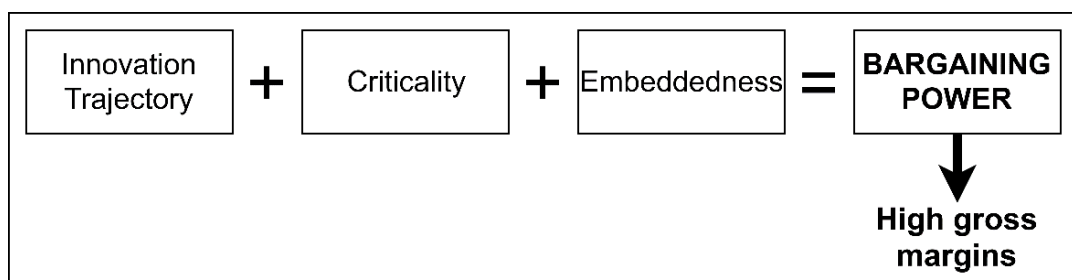 Innovation
Trajectory
+
Criticality
+
Embeddedness
=
BARGAINING
POWER
High gross
margins